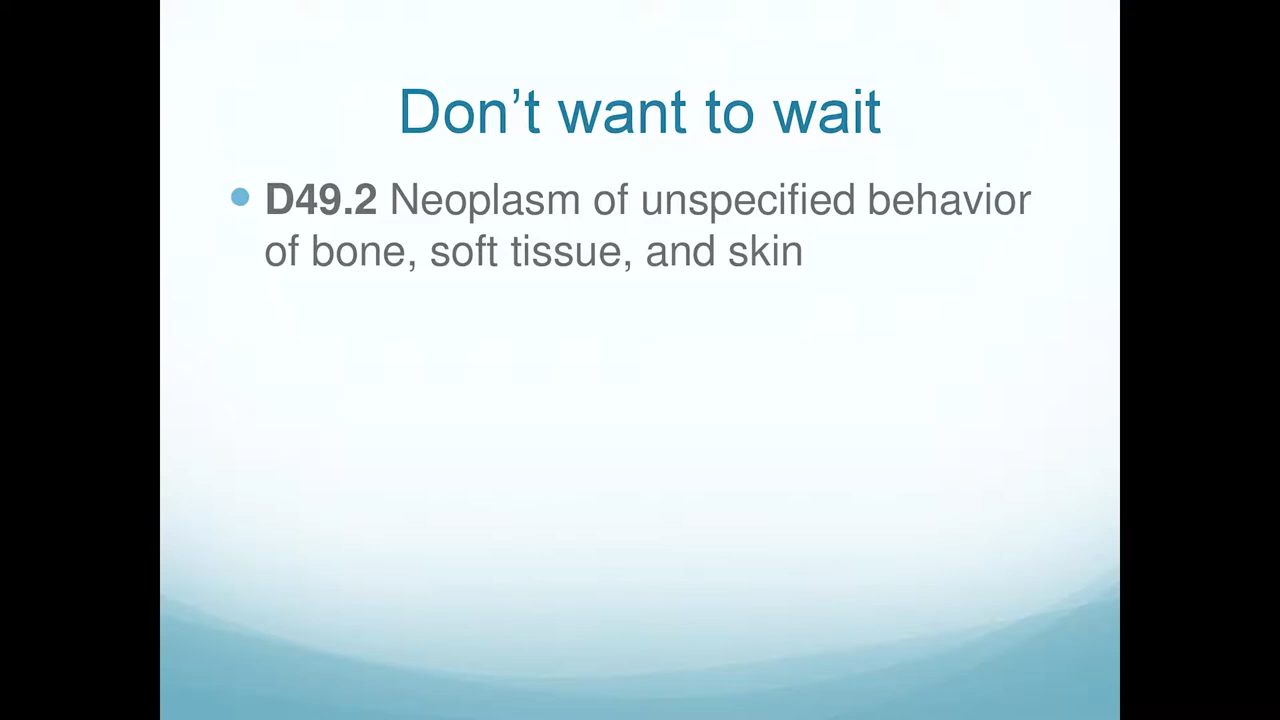 Don’t want to wait
D49.2 Neoplasm of unspecified behavior
of bone, soft tissue, and skin